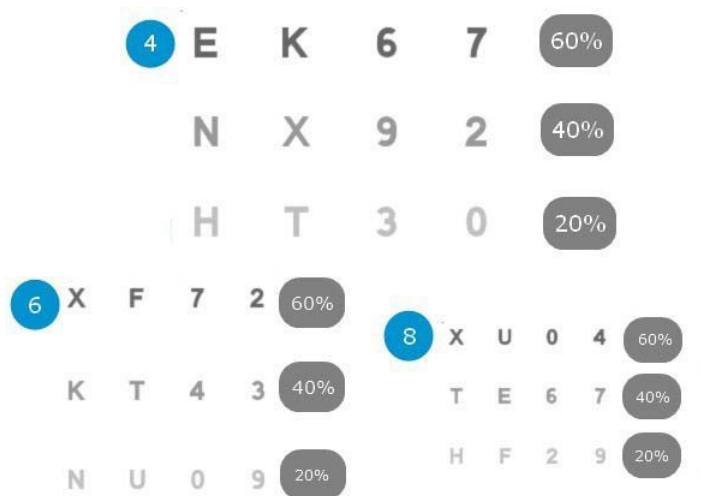 4 E K 6 7 60%
N X 9 2 40%
H T 3 0 20%
6 X F 7 2 60%
K T 4 3 40%
N U 0 9 20%
8 X U 0 4 60%
T E 6 7 40%
H F 2 9 20%